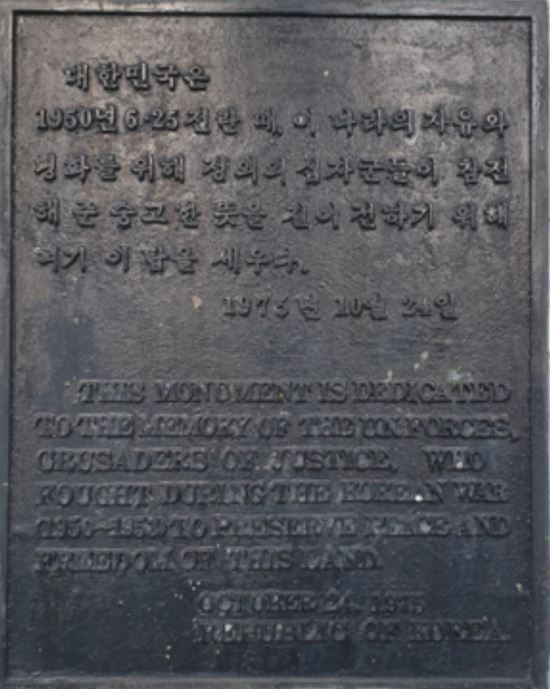 대한민국은
1950년 6·25 전란 때, 이 나라의 자유와
평화를 위해 정의의 십자군들이 참전
해 준 숭고한 뜻을 길이 전하기 위해
여기 이 탑을 세우다.
1975년 10월 24일
THIS MONUMENT IS DEDICATED
TO THE MEMORY OF THE UN FORCES,
CRUSADERS OF JUSTICE, WHO
FOUGHT DURING THE KOREAN WAR
(1950~1953) TO PRESERVE PEACE AND
FREEDOM OF THIS LAND.
OCTOBER 24, 1975
REPUBLIC OF KOREA.